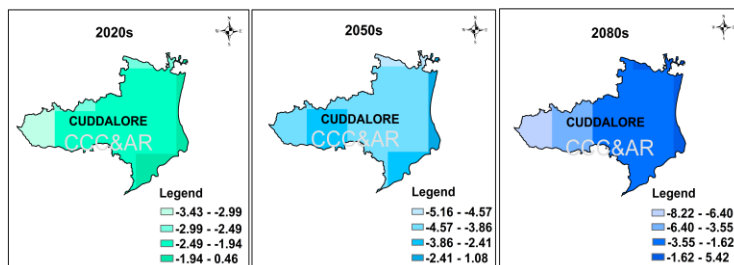 2020s
N
W
E
S
CUDDALORE
CCC&AR
Legend
-3.43 - -2.99
-2.99 - -2.49
-2.49 - -1.94
-1.94 - 0.46
2050s
N
W
E
S
CUDDALORE
CCC&AR
Legend
-5.16 - -4.57
-4.57 - -3.86
-3.86 - -2.41
-2.41 - 1.08
2080s
N
W
E
S
CUDDALORE
CCC&AR
Legend
-8.22 - -6.40
-6.40 - -3.55
-3.55 - -1.62
-1.62 - 5.42